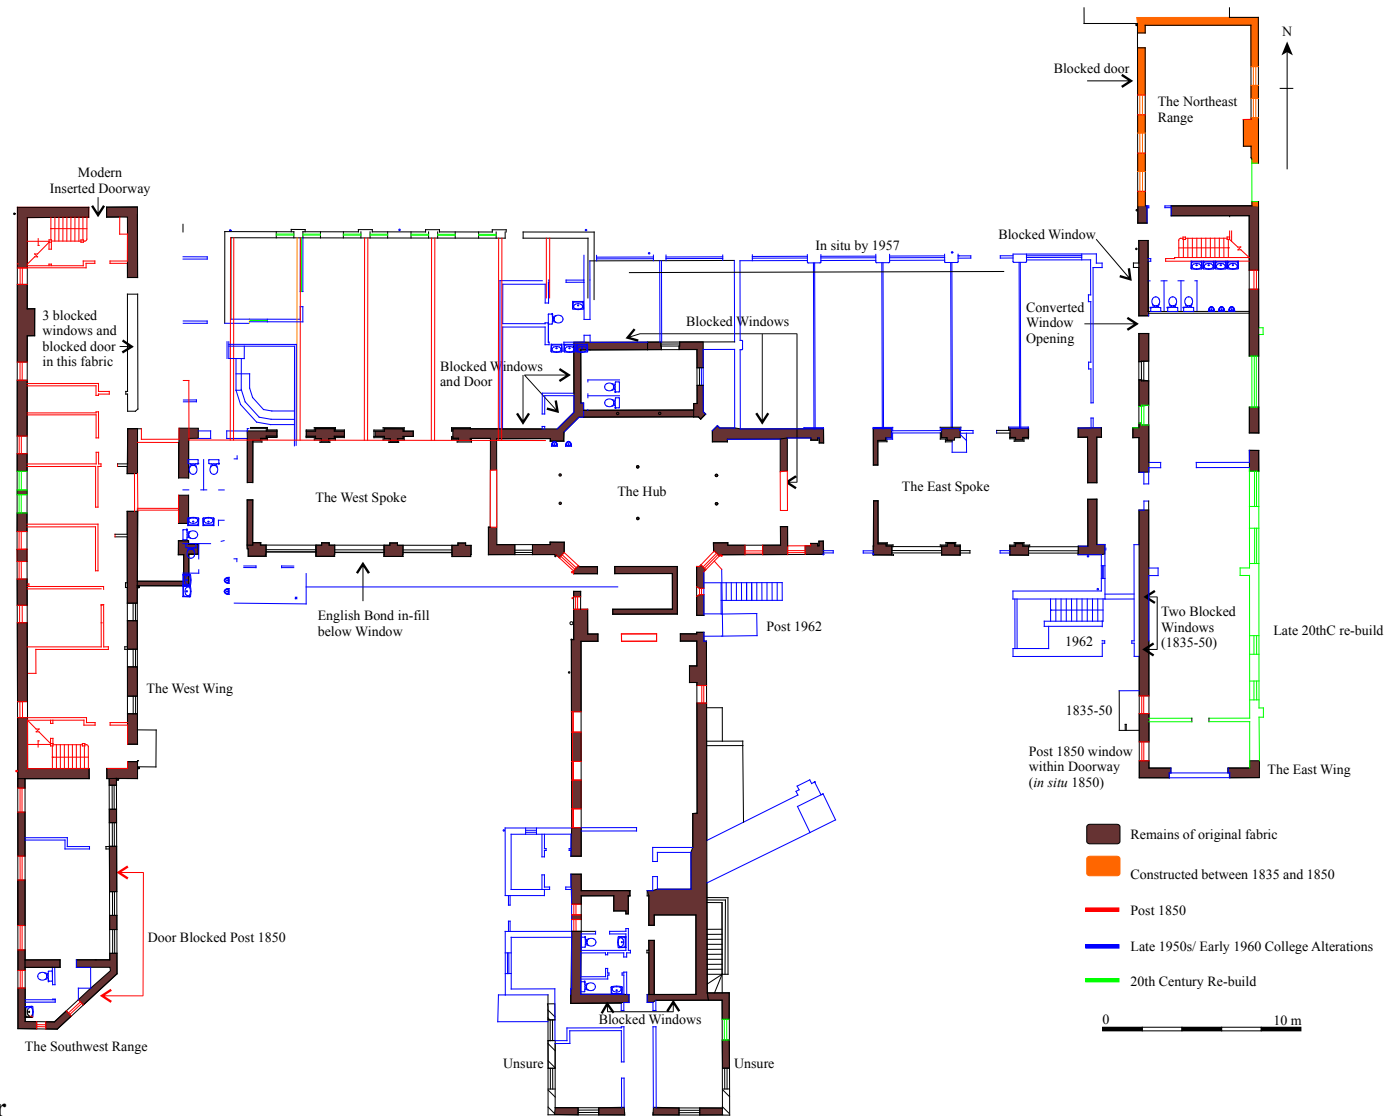 N
Blocked door
The Northeast
Range
Modern
Inserted Doorway
Blocked Window
In situ by 1957
3 blocked
windows and
blocked door
in this fabric
Converted
Window
Opening
Blocked Windows
Blocked Windows
and Door
The West Spoke
The Hub
The East Spoke
English Bond in-fill
below Window
Post 1962
1962
Two Blocked
Windows
(1835-50)
Late 20thC re-build
The West Wing
1835-50
Post 1850 window
within Doorway
(in situ 1850)
The East Wing
Remains of original fabric
Constructed between 1835 and 1850
Post 1850
Door Blocked Post 1850
Late 1950s/ Early 1960 College Alterations
20th Century Re-build
Blocked Windows
0 10 m
The Southwest Range
Unsure
Unsure
r